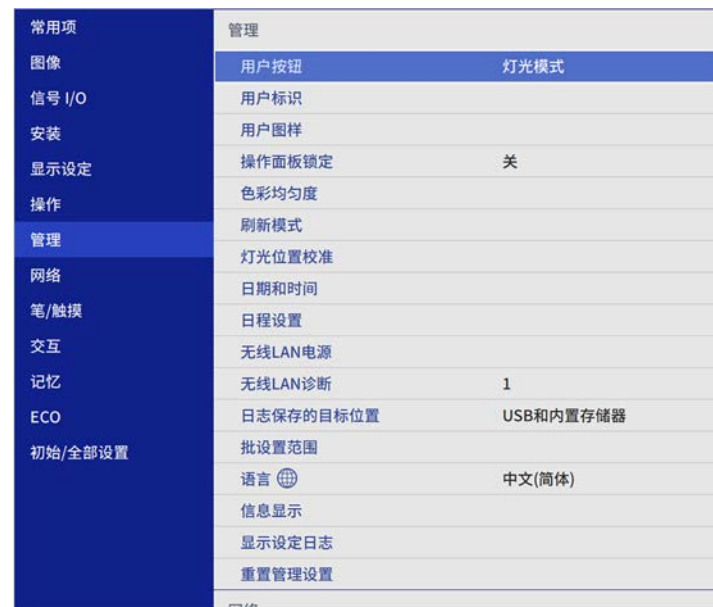 常用项
图像
信号 I/O
安装
显示设定
操作
管理
网络
笔/触摸
交互
记忆
ECO
初始/全部设置
管理
用户按钮 灯光模式
用户标识
用户图样
操作面板锁定 关
色彩均匀度
刷新模式
灯光位置校准
日期和时间
日程设置
无线LAN电源
无线LAN诊断 1
日志保存的目标位置 USB和内置存储器
批设置范围
语言 中文(简体)
信息显示
显示设定日志
重置管理设置